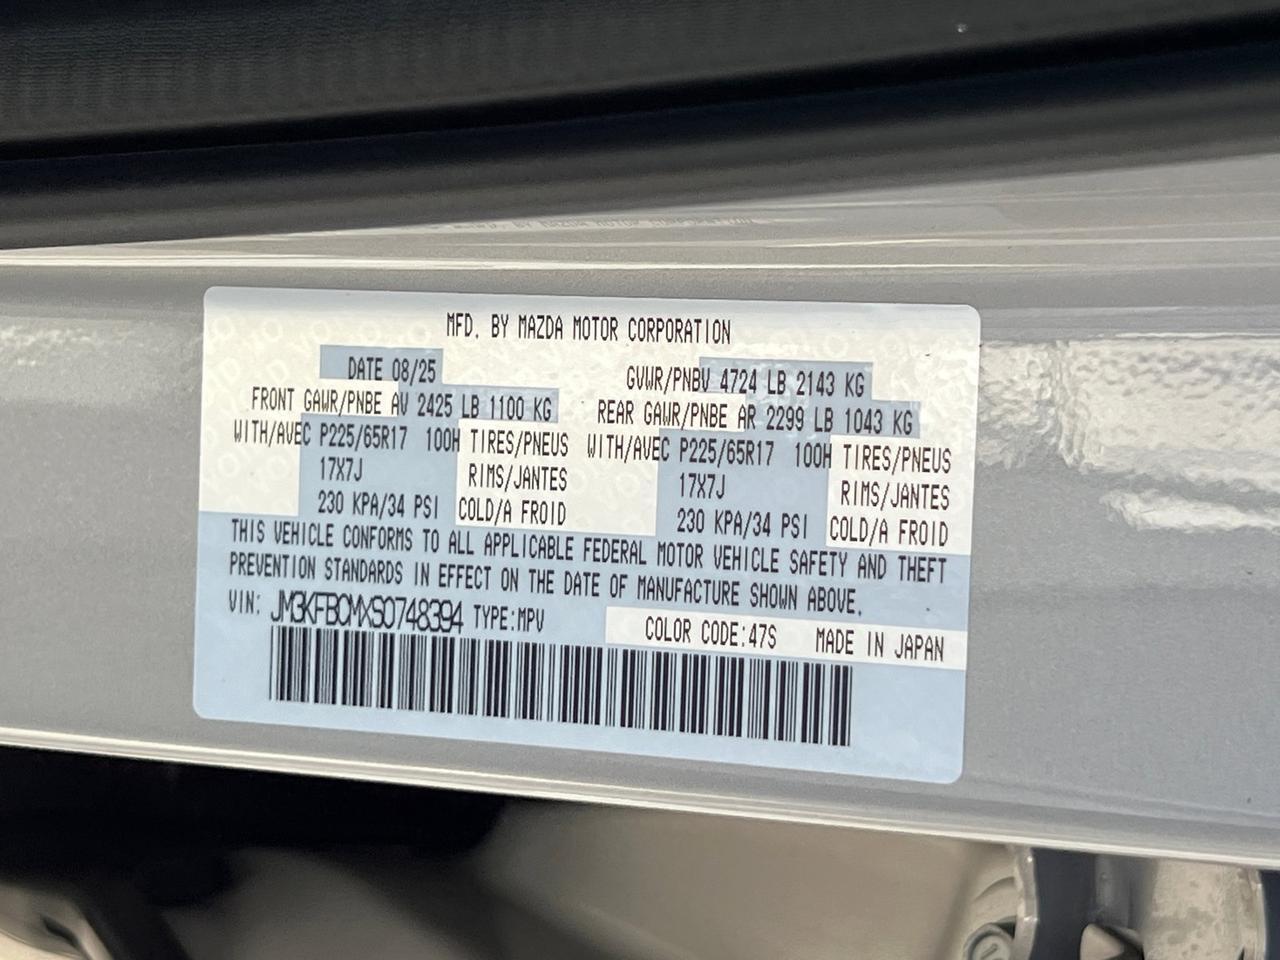 MFD. BY MAZDA MOTOR CORPORATION
DATE 08/25 GVWR/PNBV 4724 LB 2143 KG
FRONT GAWR/PNBE AV 2425 LB 1100 KG REAR GAWR/PNBE AR 2299 LB 1043 KG
WITH/AVEC P225/65R17 100H TIRES/PNEUS WITH/AVEC P225/65R17 100H TIRES/PNEUS
17X7J RIMS/JANTES 17X7J RIMS/JANTES
230 KPA/34 PSI COLD/A FROID 230 KPA/34 PSI COLD/A FROID
THIS VEHICLE CONFORMS TO ALL APPLICABLE FEDERAL MOTOR VEHICLE SAFETY AND THEFT
PREVENTION STANDARDS IN EFFECT ON THE DATE OF MANUFACTURE SHOWN ABOVE.
VIN: JM3KFBCMXS0748394 TYPE:MPV COLOR CODE:47S MADE IN JAPAN